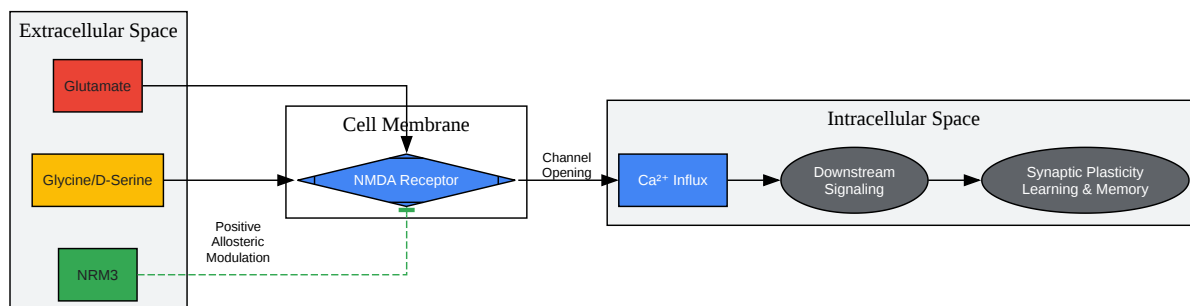 Extracellular Space
Glutamate
Glycine/D-Serine
NRM3
Positive
Allosteric
Modulation
Cell Membrane
NMDA Receptor
Channel
Opening
Intracellular Space
Ca²⁺ Influx
Downstream
Signaling
Synaptic Plasticity
Learning & Memory